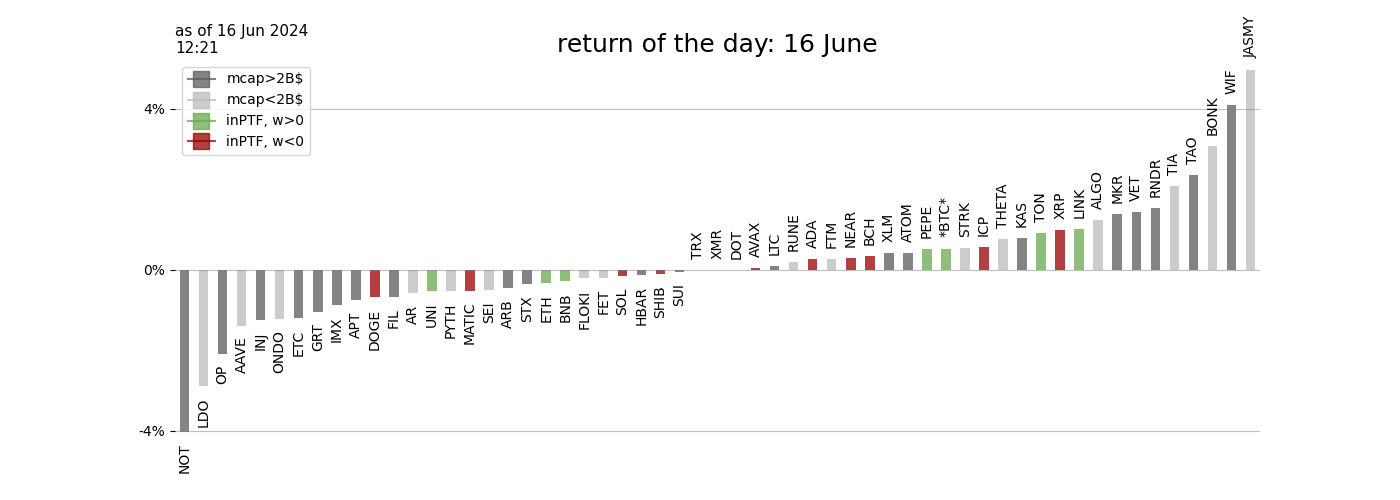 as of 16 Jun 2024
12:21
return of the day: 16 June
mcap>2B$
mcap<2B$
inPTF, w>0
inPTF, w<0
4%
0%
-4%
NOT
LDO
OP
AAVE
INJ
ONDO
ETC
GRT
IMX
APT
DOGE
FIL
AR
UNI
PYTH
MATIC
SEI
ARB
STX
ETH
BNB
FLOKI
FET
SOL
HBAR
SHIB
SUI
TRX
XMR
DOT
AVAX
LTC
RUNE
ADA
FTM
NEAR
BCH
XLM
ATOM
PEPE
*BTC*
STRK
ICP
THETA
KAS
TON
XRP
LINK
ALGO
MKR
VET
RNDR
TIA
TAO
BONK
WIF
JASMY